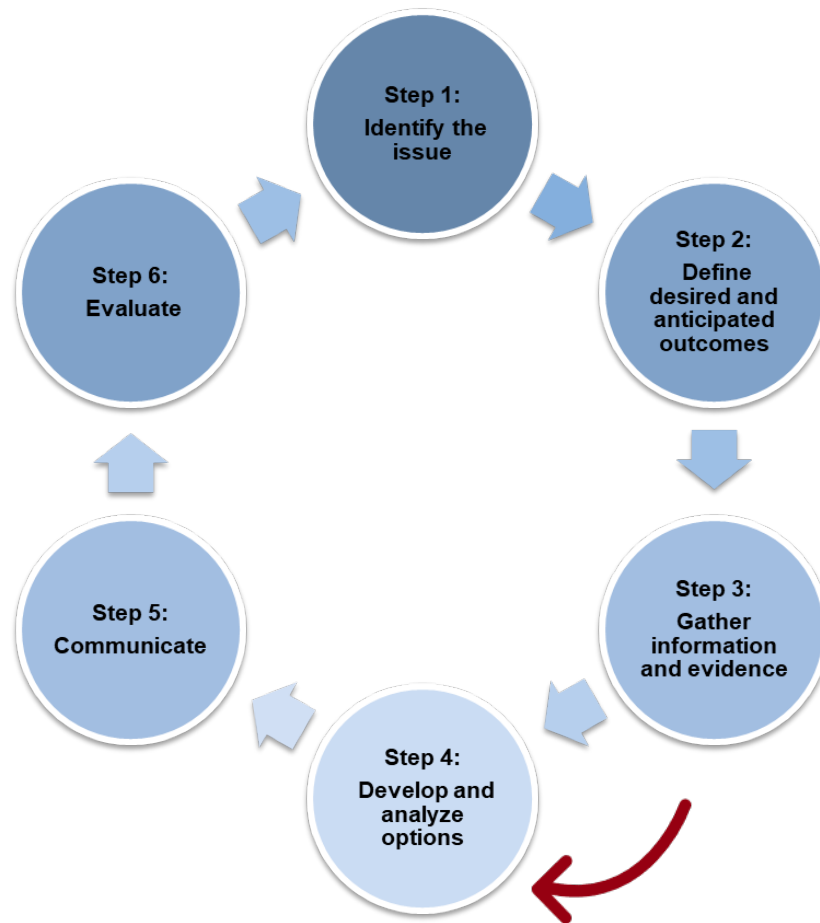 Step 1:
Identify the
issue
Step 2:
Define
desired and
anticipated
outcomes
Step 3:
Gather
information
and evidence
Step 4:
Develop and
analyze
options
Step 5:
Communicate
Step 6:
Evaluate